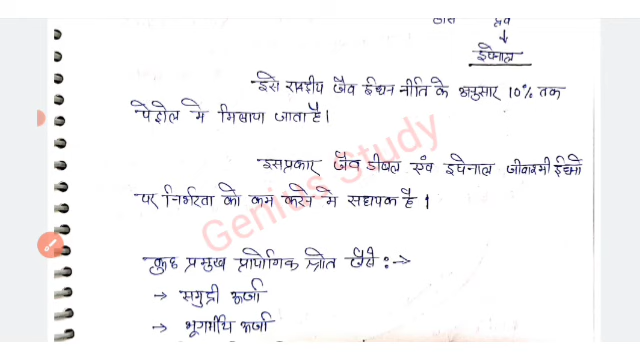 इथेनाल
इसे राष्ट्रीय जैव ईंधन नीति के अनुसार 10% तक
पेट्रोल मे मिलाया जाता है।
इसप्रकार जैव डीजल एंव इथेनाल जीवाश्मी ईंधनो
पर निर्भरता को कम करने मे सहायक है।
कुछ प्रमुख प्रायोगिक स्रोत जैसे :→
→ समुद्री ऊर्जा
→ भूगर्भीय ऊर्जा
Genius Study